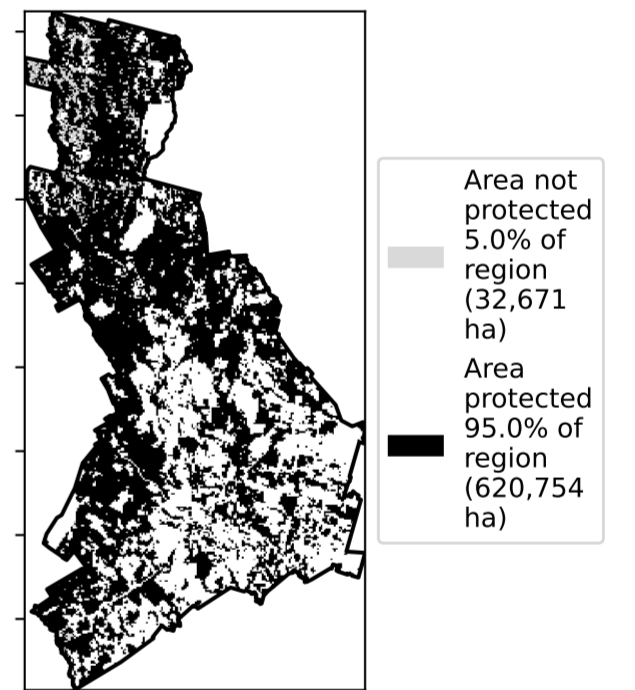 Area not
protected
5.0% of
region
(32,671
ha)
Area
protected
95.0% of
region
(620,754
ha)